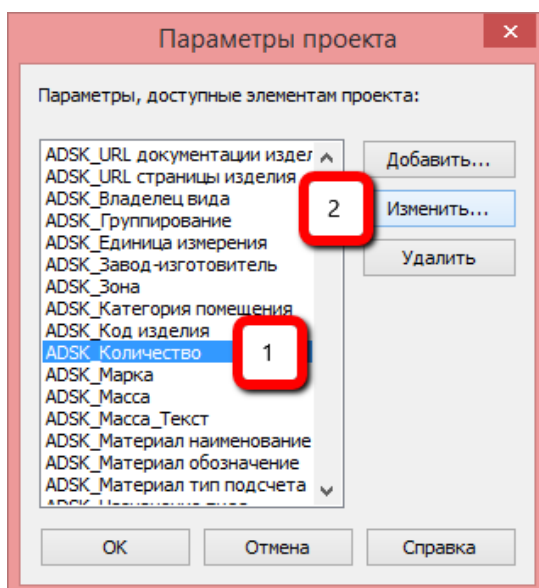 Параметры проекта
Параметры, доступные элементам проекта:
ADSK_URL документации издел
ADSK_URL страницы изделия
ADSK_Владелец вида
ADSK_Группирование
ADSK_Единица измерения
ADSK_Завод-изготовитель
ADSK_Зона
ADSK_Категория помещения
ADSK_Код изделия
ADSK_Количество
ADSK_Марка
ADSK_Масса
ADSK_Масса_Текст
ADSK_Материал наименование
ADSK_Материал обозначение
ADSK_Материал тип подсчета
1
2
Добавить...
Изменить...
Удалить
ОК
Отмена
Справка